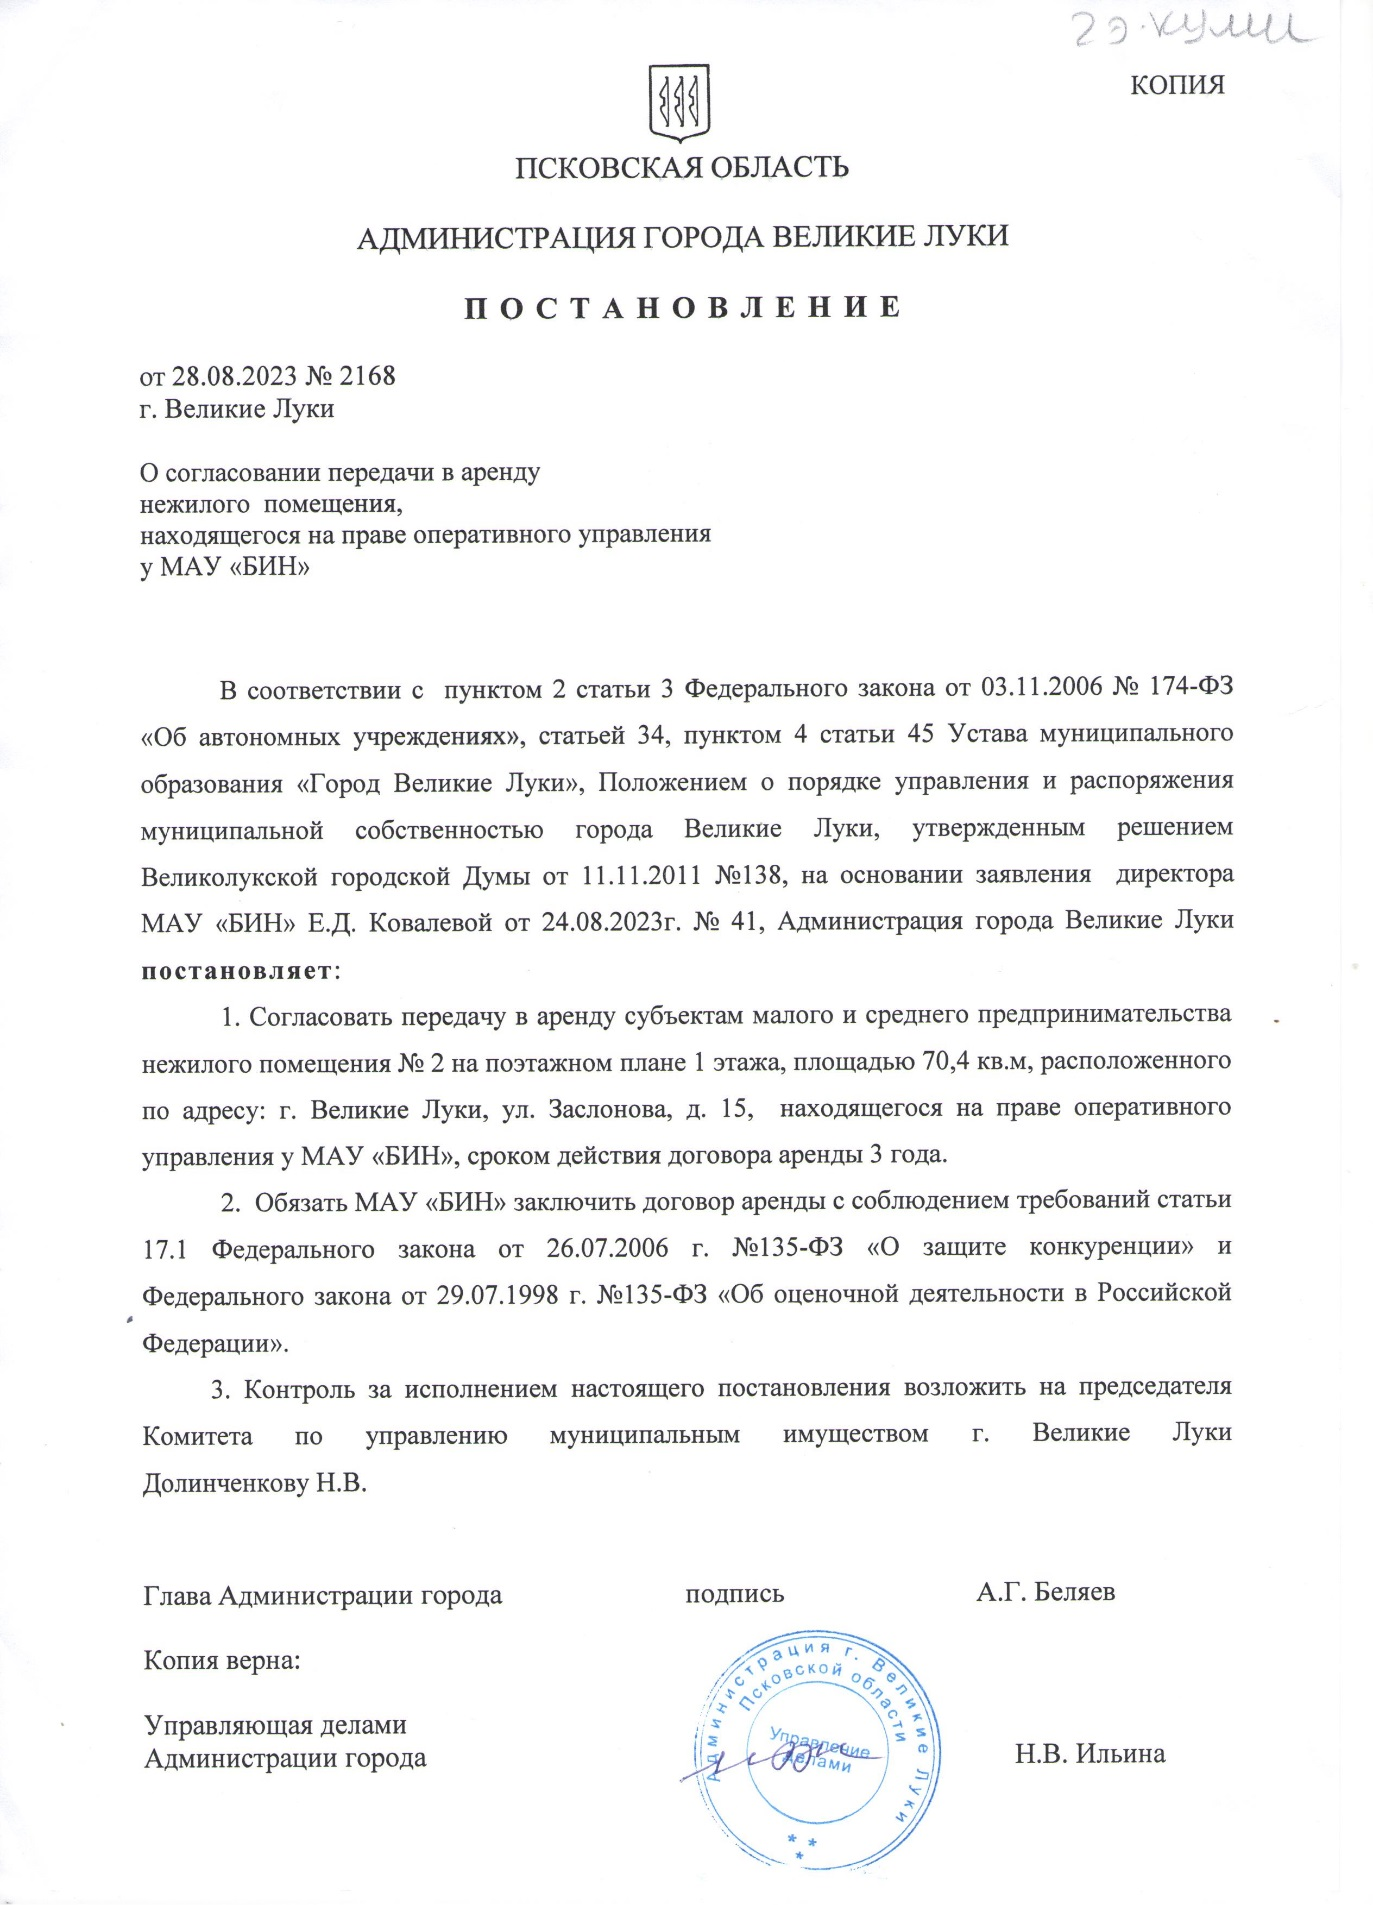 2э.куми
КОПИЯ
ПСКОВСКАЯ ОБЛАСТЬ
АДМИНИСТРАЦИЯ ГОРОДА ВЕЛИКИЕ ЛУКИ
П О С Т А Н О В Л Е Н И Е
от 28.08.2023 № 2168
г. Великие Луки
О согласовании передачи в аренду
нежилого помещения,
находящегося на праве оперативного управления
у МАУ «БИН»
В соответствии с пунктом 2 статьи 3 Федерального закона от 03.11.2006 № 174-ФЗ
«Об автономных учреждениях», статьей 34, пунктом 4 статьи 45 Устава муниципального
образования «Город Великие Луки», Положением о порядке управления и распоряжения
муниципальной собственностью города Великие Луки, утвержденным решением
Великолукской городской Думы от 11.11.2011 №138, на основании заявления директора
МАУ «БИН» Е.Д. Ковалевой от 24.08.2023г. № 41, Администрация города Великие Луки
постановляет:
1. Согласовать передачу в аренду субъектам малого и среднего предпринимательства
нежилого помещения № 2 на поэтажном плане 1 этажа, площадью 70,4 кв.м, расположенного
по адресу: г. Великие Луки, ул. Заслонова, д. 15, находящегося на праве оперативного
управления у МАУ «БИН», сроком действия договора аренды 3 года.
2. Обязать МАУ «БИН» заключить договор аренды с соблюдением требований статьи
17.1 Федерального закона от 26.07.2006 г. №135-ФЗ «О защите конкуренции» и
Федерального закона от 29.07.1998 г. №135-ФЗ «Об оценочной деятельности в Российской
Федерации».
3. Контроль за исполнением настоящего постановления возложить на председателя
Комитета по управлению муниципальным имуществом г. Великие Луки
Долинченкову Н.В.
Глава Администрации города подпись А.Г. Беляев
Копия верна:
Управляющая делами
Администрации города Н.В. Ильина
Администрация г. Великие Луки
Псковской области
Управление
делами